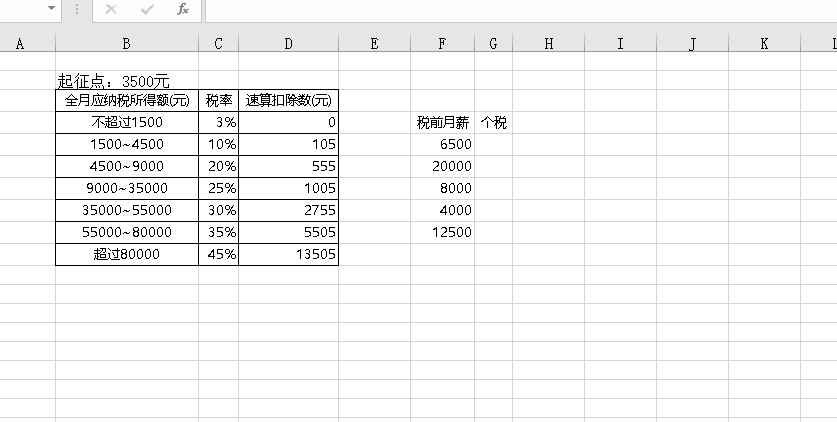 fx
A B C D E F G H I J K L
起征点：3500元
全月应纳税所得额(元) 税率 速算扣除数(元)
不超过1500 3% 0 税前月薪 个税
1500~4500 10% 105 6500
4500~9000 20% 555 20000
9000~35000 25% 1005 8000
35000~55000 30% 2755 4000
55000~80000 35% 5505 12500
超过80000 45% 13505